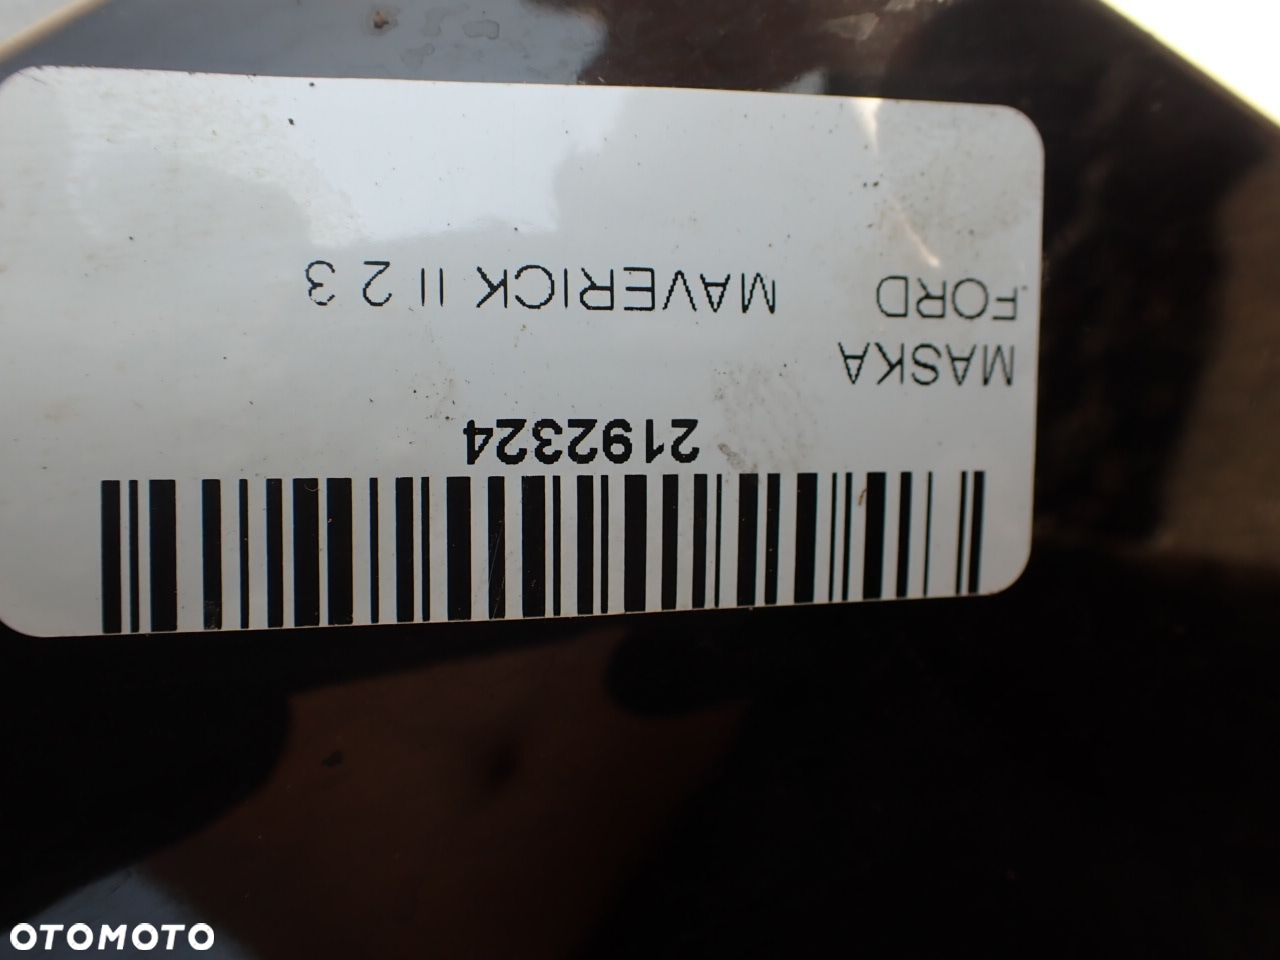 2192324
MASKA
FORD MAVERICK II 2 3
OTOMOTO